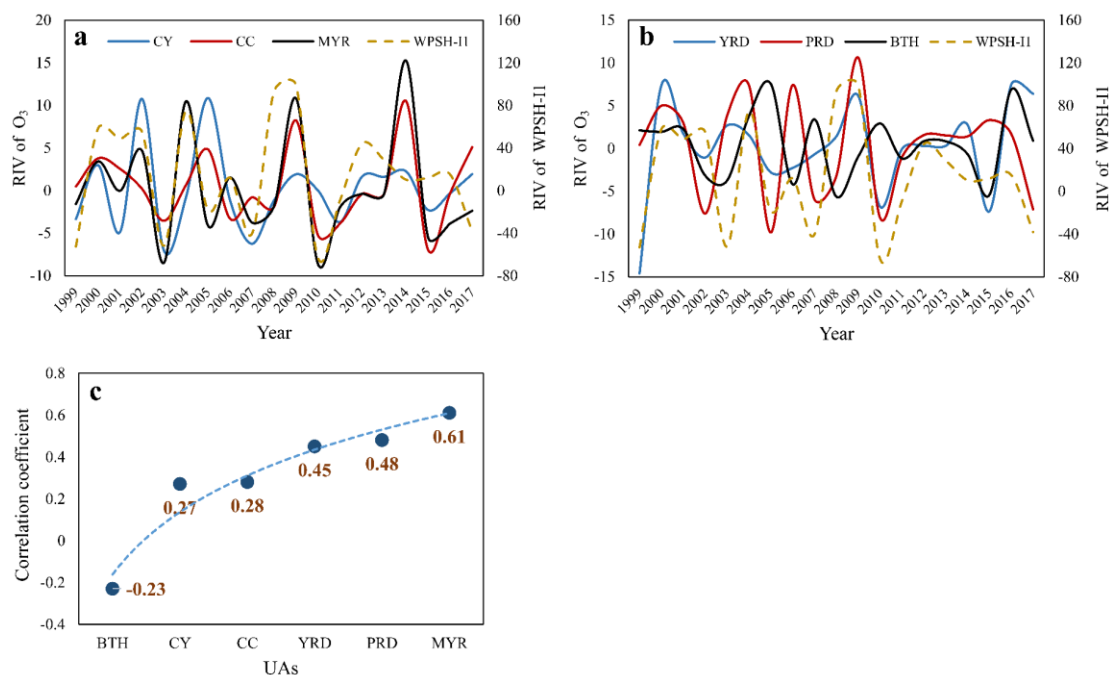 a
CY CC MYR WPSH-I1
RIV of O3
20
15
10
5
0
-5
-10
160
120
80
40
0
-40
-80
RIV of WPSH-I1
1999 2000 2001 2002 2003 2004 2005 2006 2007 2008 2009 2010 2011 2012 2013 2014 2015 2016 2017
Year
b
YRD PRD BTH WPSH-I1
RIV of O3
15
10
5
0
-5
-10
-15
160
120
80
40
0
-40
-80
RIV of WPSH-I1
1999 2000 2001 2002 2003 2004 2005 2006 2007 2008 2009 2010 2011 2012 2013 2014 2015 2016 2017
Year
c
Correlation coefficient
0.8
0.6
0.4
0.2
0
-0.2
-0.4
-0.23
0.27
0.28
0.45
0.48
0.61
BTH CY CC YRD PRD MYR
UAs